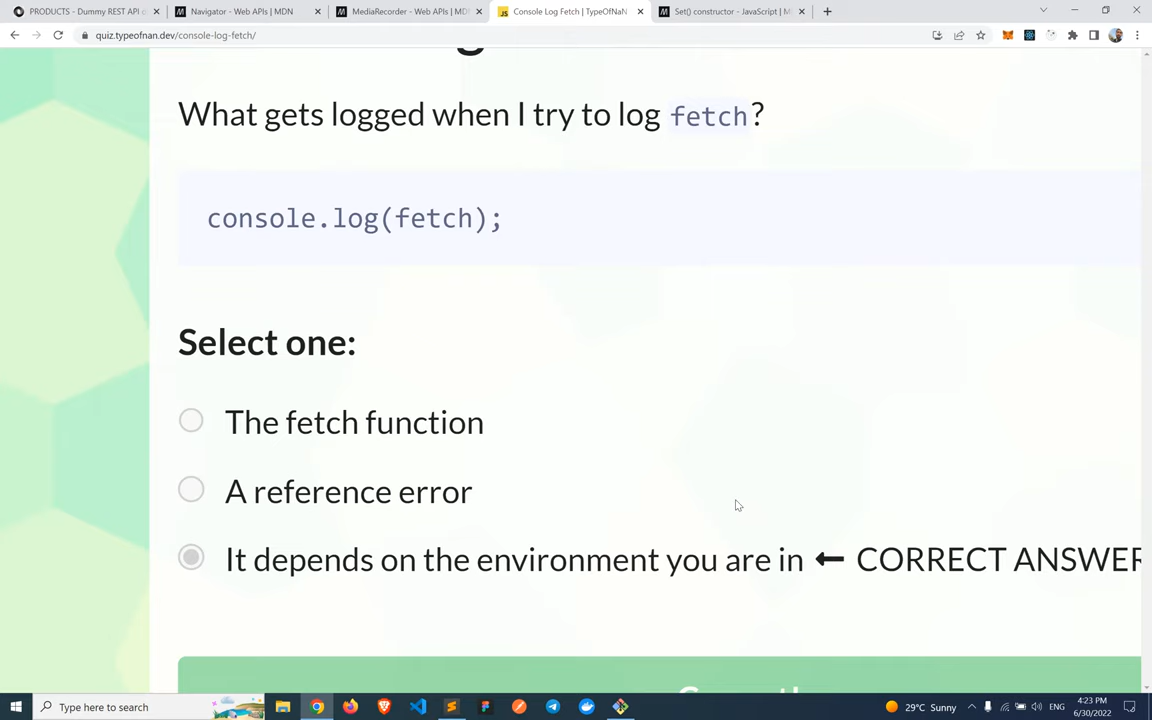 PRODUCTS - Dummy REST API
Navigator - Web APIs | MDN
MediaRecorder - Web APIs | MD
Console Log Fetch | TypeOfNaN
Set() constructor - JavaScript | M
quiz.typeofnan.dev/console-log-fetch/
What gets logged when I try to log fetch?
console.log(fetch);
Select one:
The fetch function
A reference error
It depends on the environment you are in ← CORRECT ANSWER
Type here to search
29°C Sunny
ENG
4:23 PM
6/30/2022